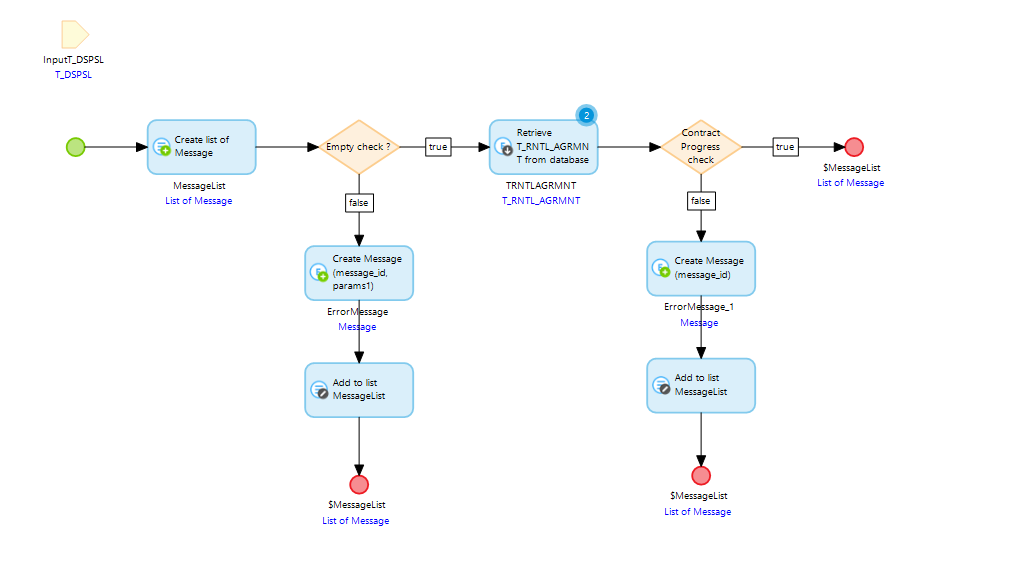 InputT_DSPSL
T_DSPSL
2
Create list of
Message
MessageList
List of Message
Empty check ?
true
Retrieve
T_RNTL_AGRMN
T from database
TRNTLAGRMNT
T_RNTL_AGRMNT
Contract
Progress
check
true
$MessageList
List of Message
false
false
Create Message
(message_id,
params1)
ErrorMessage
Message
Create Message
(message_id)
ErrorMessage_1
Message
Add to list
MessageList
Add to list
MessageList
$MessageList
List of Message
$MessageList
List of Message